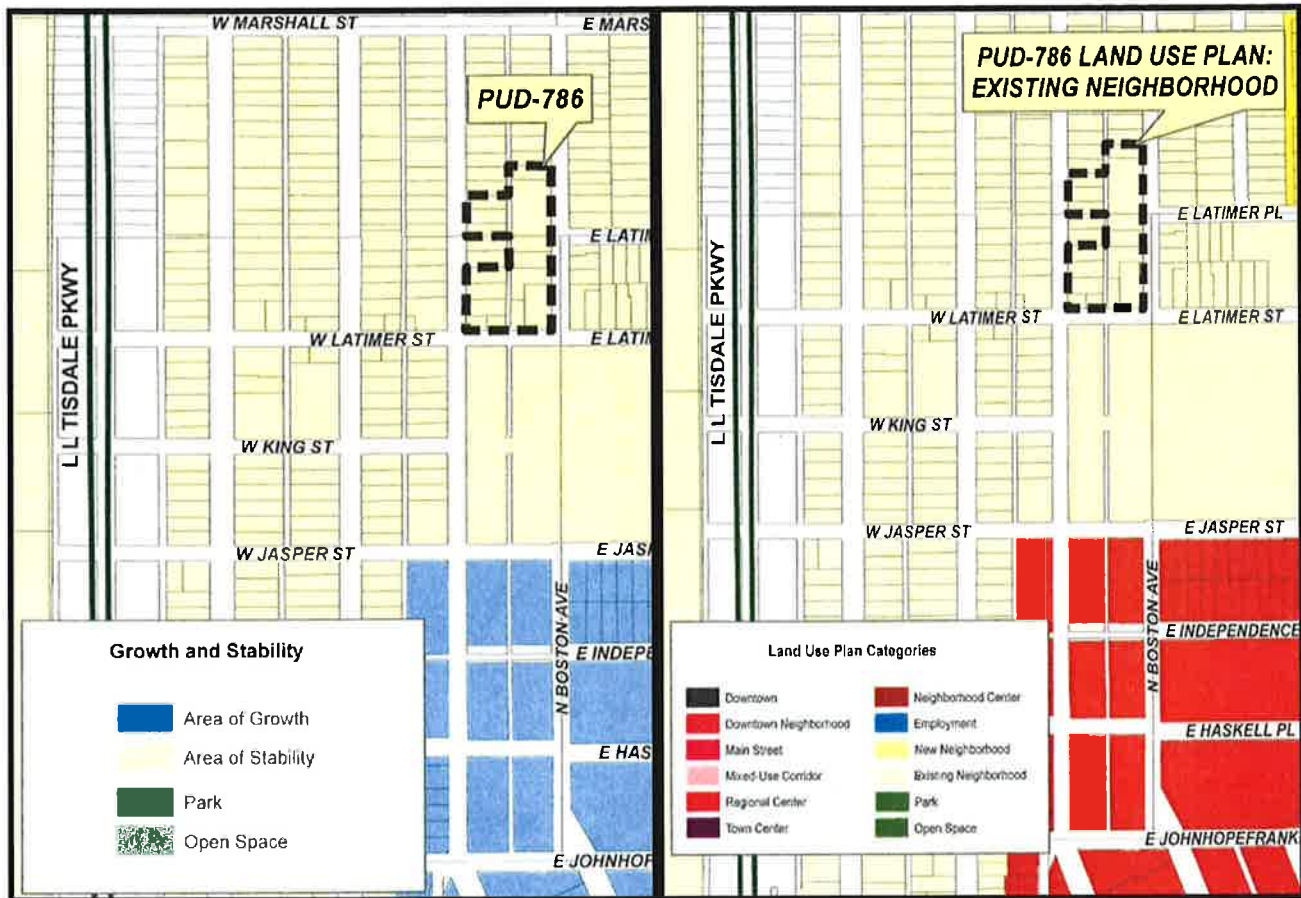 W MARSHALL ST
E MARS
PUD-786
E LATIM
L L TISDALE PKWY
W LATIMER ST
E LATIM
W KING ST
W JASPER ST
E JASP
N BOSTON AVE
E INDEPE
E HAS
E JOHNHOP
Growth and Stability
Area of Growth
Area of Stability
Park
Open Space
PUD-786 LAND USE PLAN:
EXISTING NEIGHBORHOOD
E LATIMER PL
L L TISDALE PKWY
W LATIMER ST
E LATIMER ST
W KING ST
W JASPER ST
E JASPER ST
N BOSTON AVE
E INDEPENDENCE
E HASKELL PL
E JOHNHOPEFRANK
Land Use Plan Categories
Downtown
Downtown Neighborhood
Main Street
Mixed-Use Corridor
Regional Center
Town Center
Neighborhood Center
Employment
New Neighborhood
Existing Neighborhood
Park
Open Space